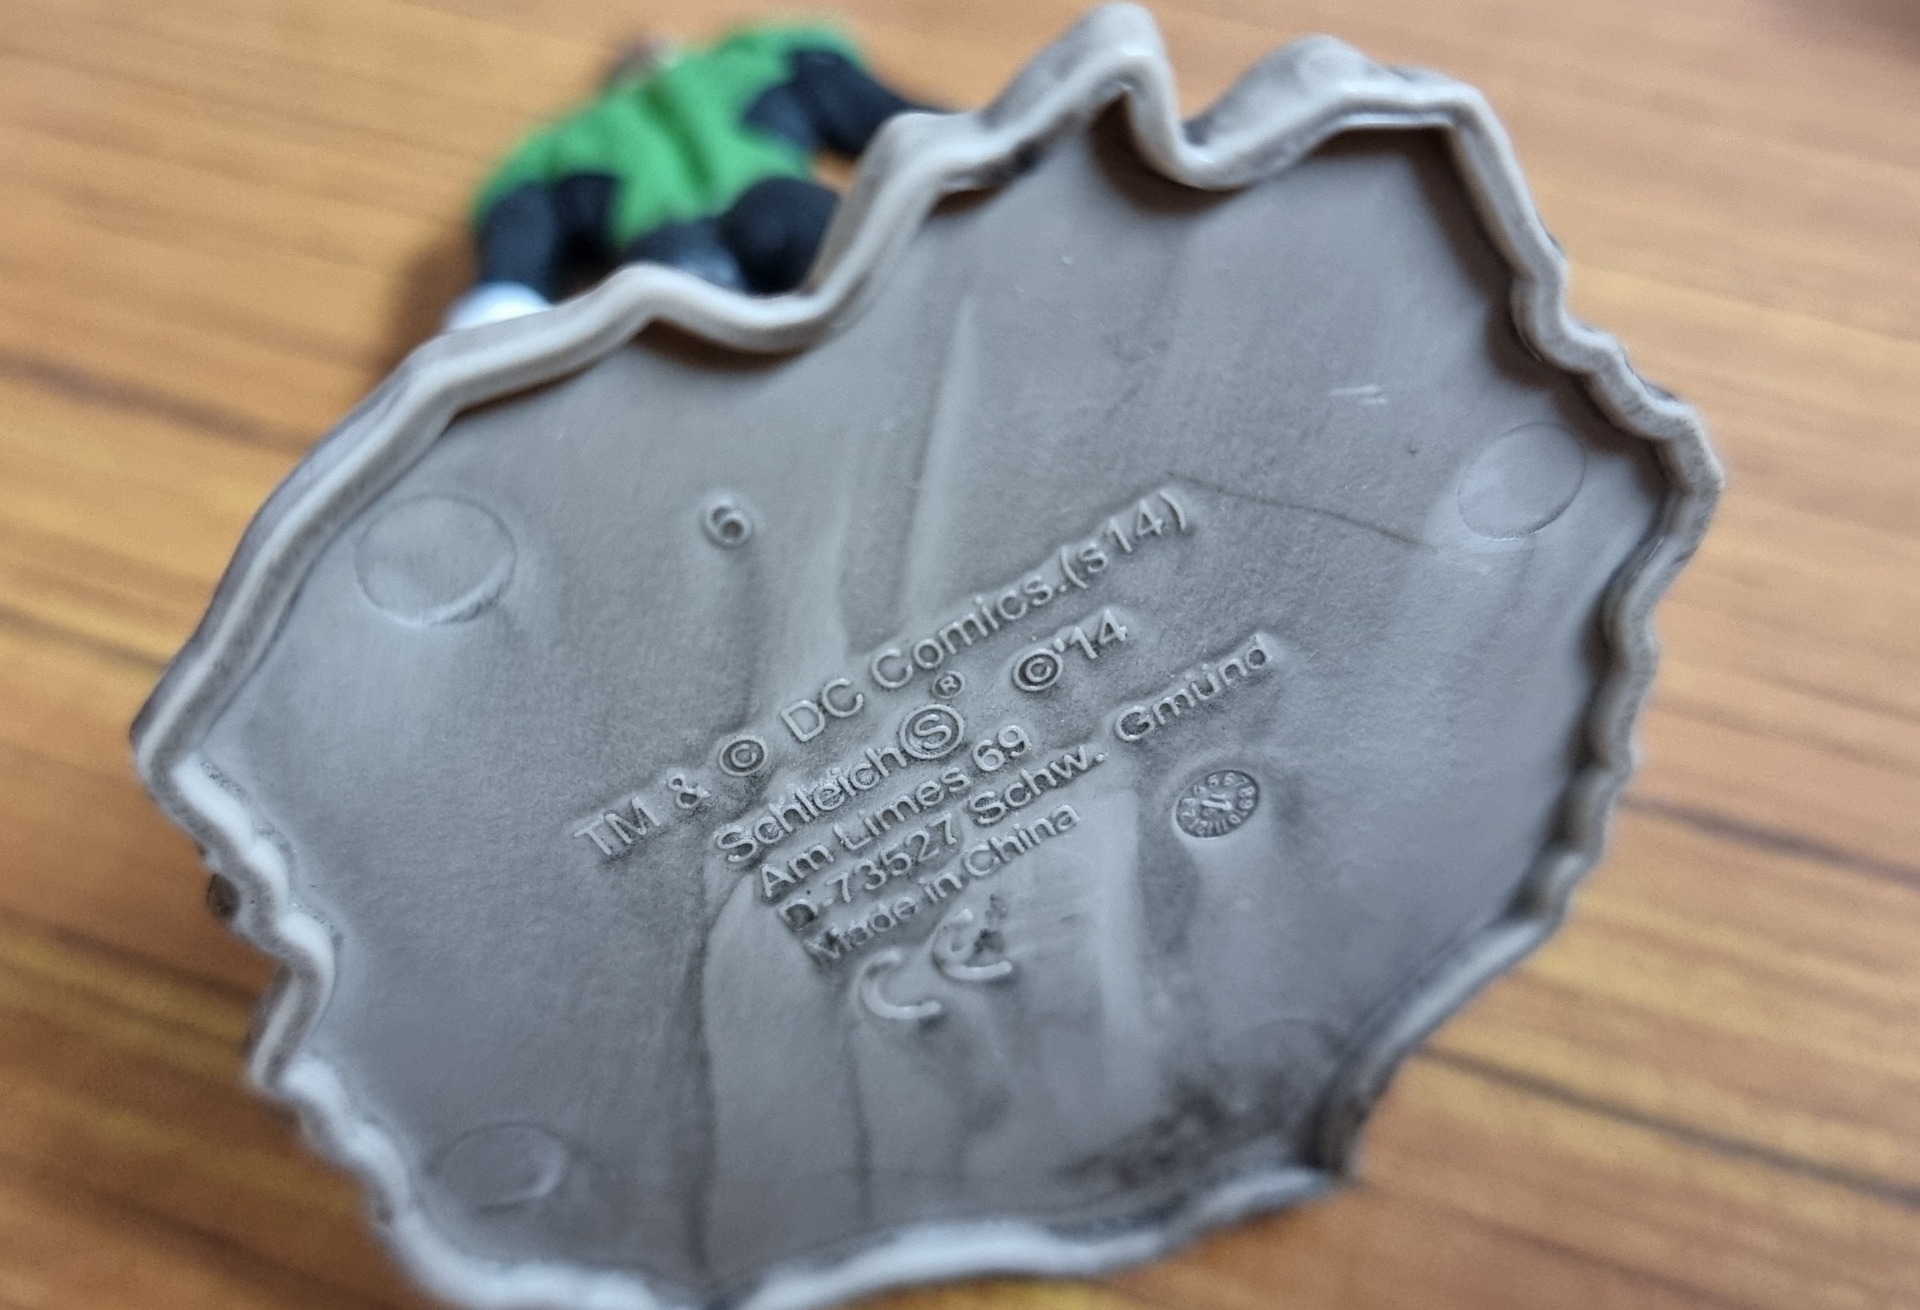 6
TM & © DC Comics.(s14)
Schleich Ⓢ ® ©'14
Am Limes 69
D-73527 Schw. Gmünd
Made in China
CE